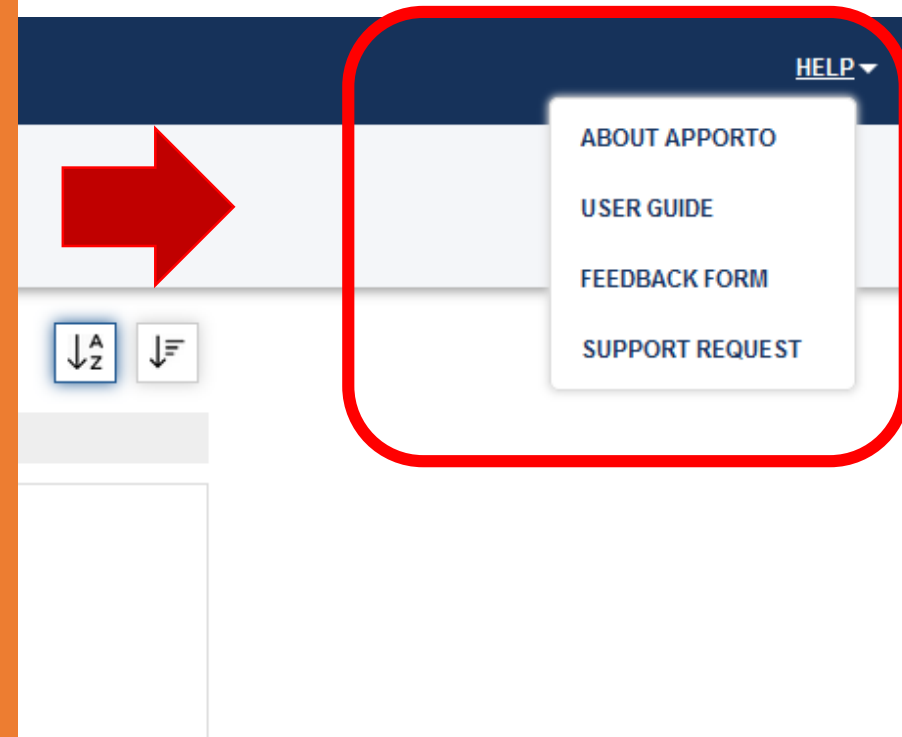 HELP
ABOUT APPORTO
USER GUIDE
FEEDBACK FORM
SUPPORT REQUEST
A
Z